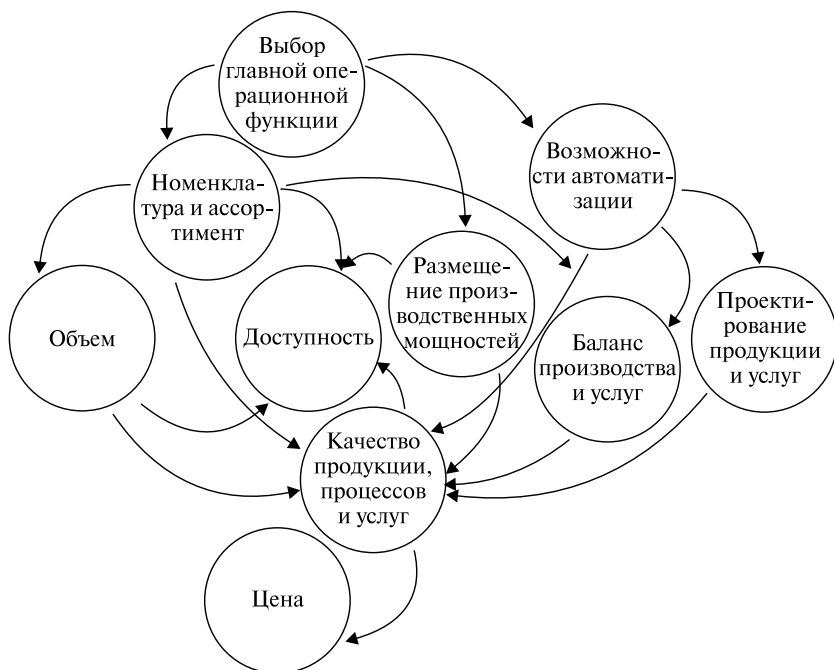 Выбор
главной опе-
рационной
функции
Номенкла-
тура и ассор-
тимент
Возможно-
сти автомати-
зации
Объем
Доступность
Размеще-
ние произ-
водственных
мощностей
Баланс
производства
и услуг
Проекти-
рование
продукции
и услуг
Качество
продукции,
процессов
и услуг
Цена